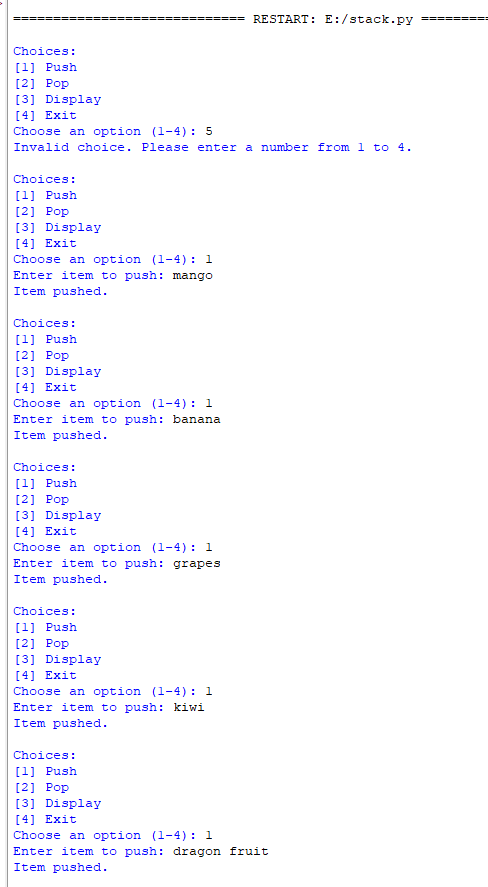 ============================= RESTART: E:/stack.py =========
Choices:
[1] Push
[2] Pop
[3] Display
[4] Exit
Choose an option (1-4): 5
Invalid choice. Please enter a number from 1 to 4.
Choices:
[1] Push
[2] Pop
[3] Display
[4] Exit
Choose an option (1-4): 1
Enter item to push: mango
Item pushed.
Choices:
[1] Push
[2] Pop
[3] Display
[4] Exit
Choose an option (1-4): 1
Enter item to push: banana
Item pushed.
Choices:
[1] Push
[2] Pop
[3] Display
[4] Exit
Choose an option (1-4): 1
Enter item to push: grapes
Item pushed.
Choices:
[1] Push
[2] Pop
[3] Display
[4] Exit
Choose an option (1-4): 1
Enter item to push: kiwi
Item pushed.
Choices:
[1] Push
[2] Pop
[3] Display
[4] Exit
Choose an option (1-4): 1
Enter item to push: dragon fruit
Item pushed.